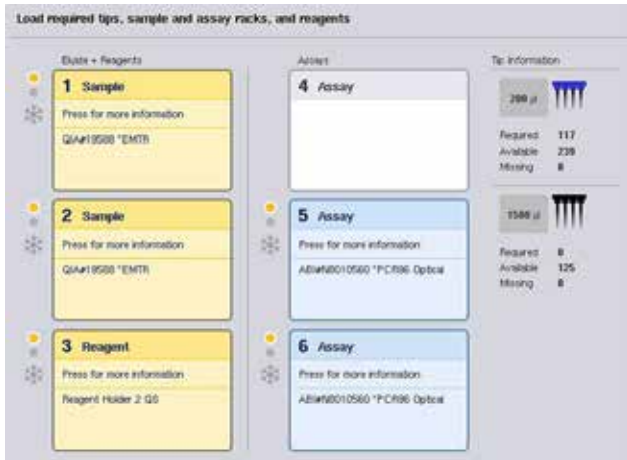 Load required tips, sample and assay racks, and reagents
Eluate + Reagents
Assays
Tip Information
1 Sample
Press for more information
QIA#19588 *EMTR
4 Assay
200 µl
Required 117
Available 239
Missing 0
2 Sample
Press for more information
QIA#19588 *EMTR
5 Assay
Press for more information
ABI#N8010560 *PCR96 Optical
1500 µl
Required 0
Available 125
Missing 0
3 Reagent
Press for more information
Reagent Holder 2 QS
6 Assay
Press for more information
ABI#N8010560 *PCR96 Optical